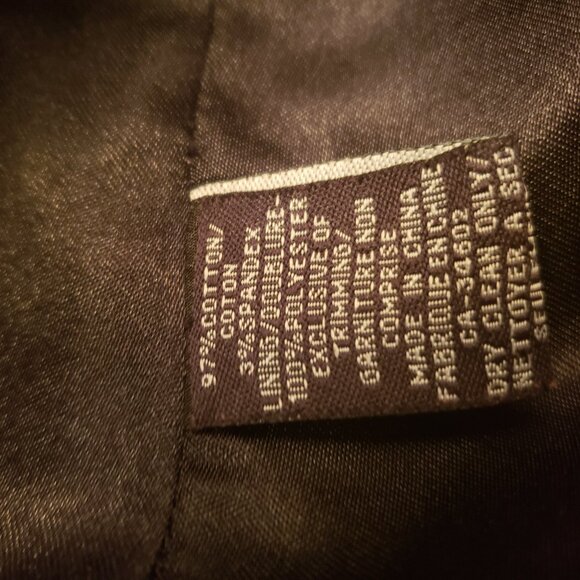 97% COTTON/
COTON
3% SPANDEX
LINING/DOUBLURE-
100% POLYESTER
EXCLUSIVE OF
TRIMMING/
GARNITURE NON
COMPRISE
MADE IN CHINA
FABRIQUE EN CHINE
CA-34602
DRY CLEAN ONLY/
NETTOYER A SEC